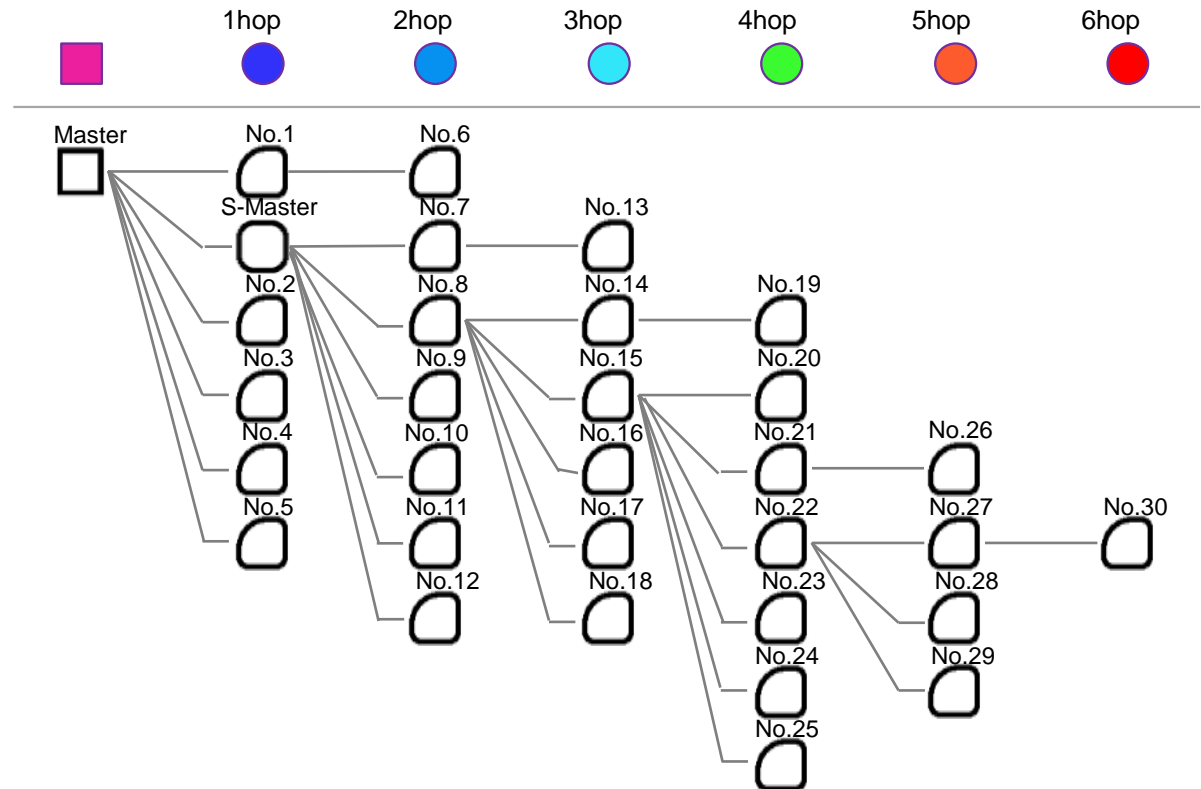 1hop 2hop 3hop 4hop 5hop 6hop
Master No.1 No.6
S-Master No.7 No.13
No.2 No.8 No.14 No.19
No.3 No.9 No.15 No.20
No.4 No.10 No.16 No.21 No.26
No.5 No.11 No.17 No.22 No.27 No.30
No.12 No.18 No.23 No.28
No.24 No.29
No.25